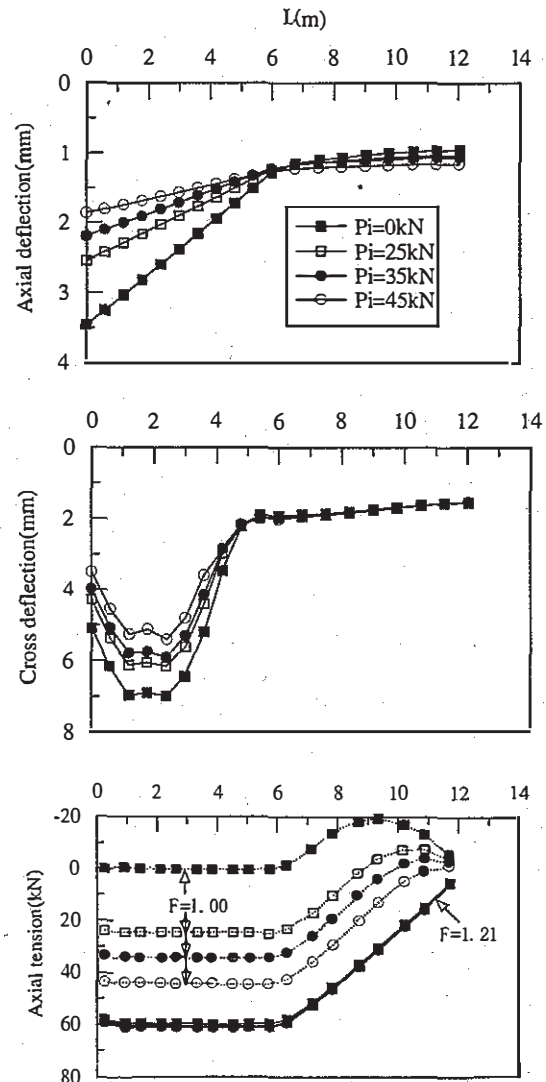 L(m)
0 2 4 6 8 10 12 14
0
1
2
3
4
Axial deflection(mm)
Pi=0kN
Pi=25kN
Pi=35kN
Pi=45kN
0 2 4 6 8 10 12 14
0
2
4
6
8
Cross deflection(mm)
0 2 4 6 8 10 12 14
-20
0
20
40
60
80
Axial tension(kN)
F=1.00
F=1.21